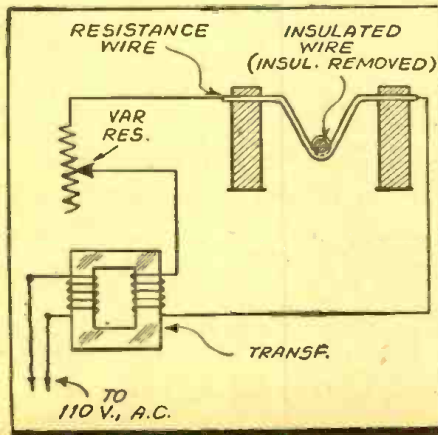 RESISTANCE
WIRE
INSULATED
WIRE
(INSUL. REMOVED)
VAR
RES.
TRANSF.
TO
110 V., A.C.